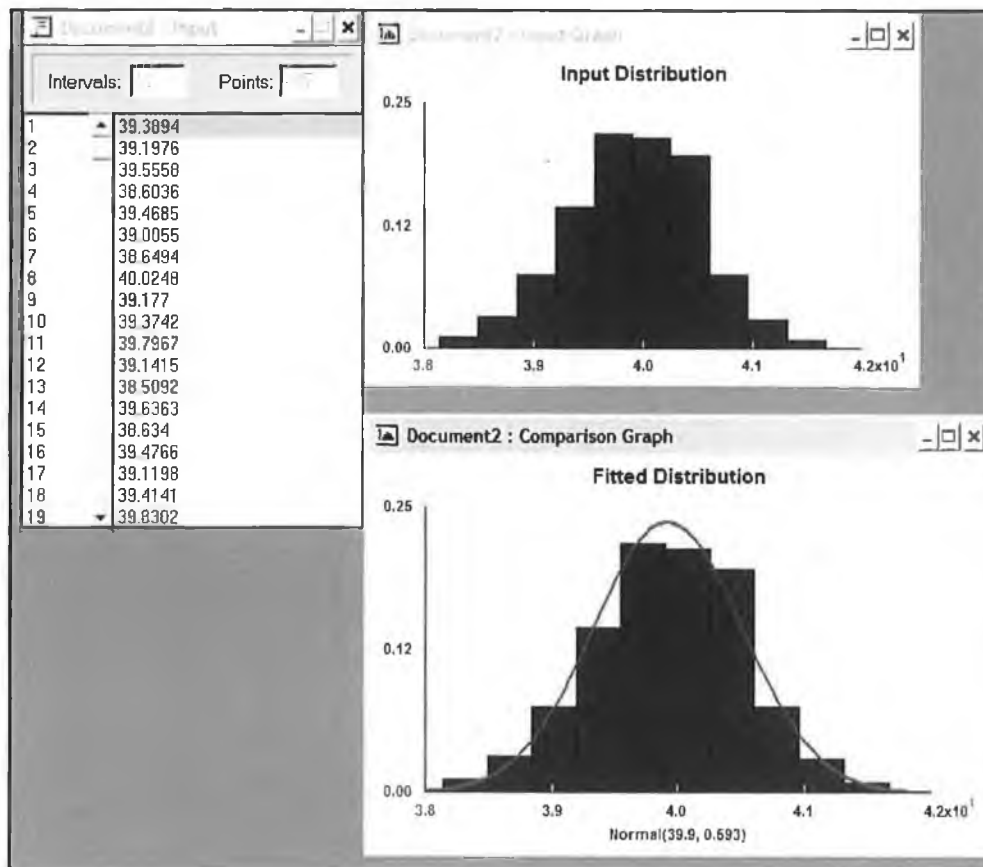 Document2 : Input
Intervals:
Points:
1 39.3894
2 39.1976
3 39.5558
4 38.6036
5 39.4685
6 39.0055
7 38.6494
8 40.0248
9 39.177
10 39.3742
11 39.7967
12 39.1415
13 38.5092
14 39.6363
15 38.634
16 39.4766
17 39.1198
18 39.4141
19 39.8302
Document2 : Input Graph
Input Distribution
0.25
0.12
0.00
3.8 3.9 4.0 4.1 4.2x10¹
Document2 : Comparison Graph
Fitted Distribution
0.25
0.12
0.00
3.8 3.9 4.0 4.1 4.2x10¹
Normal(39.9, 0.593)